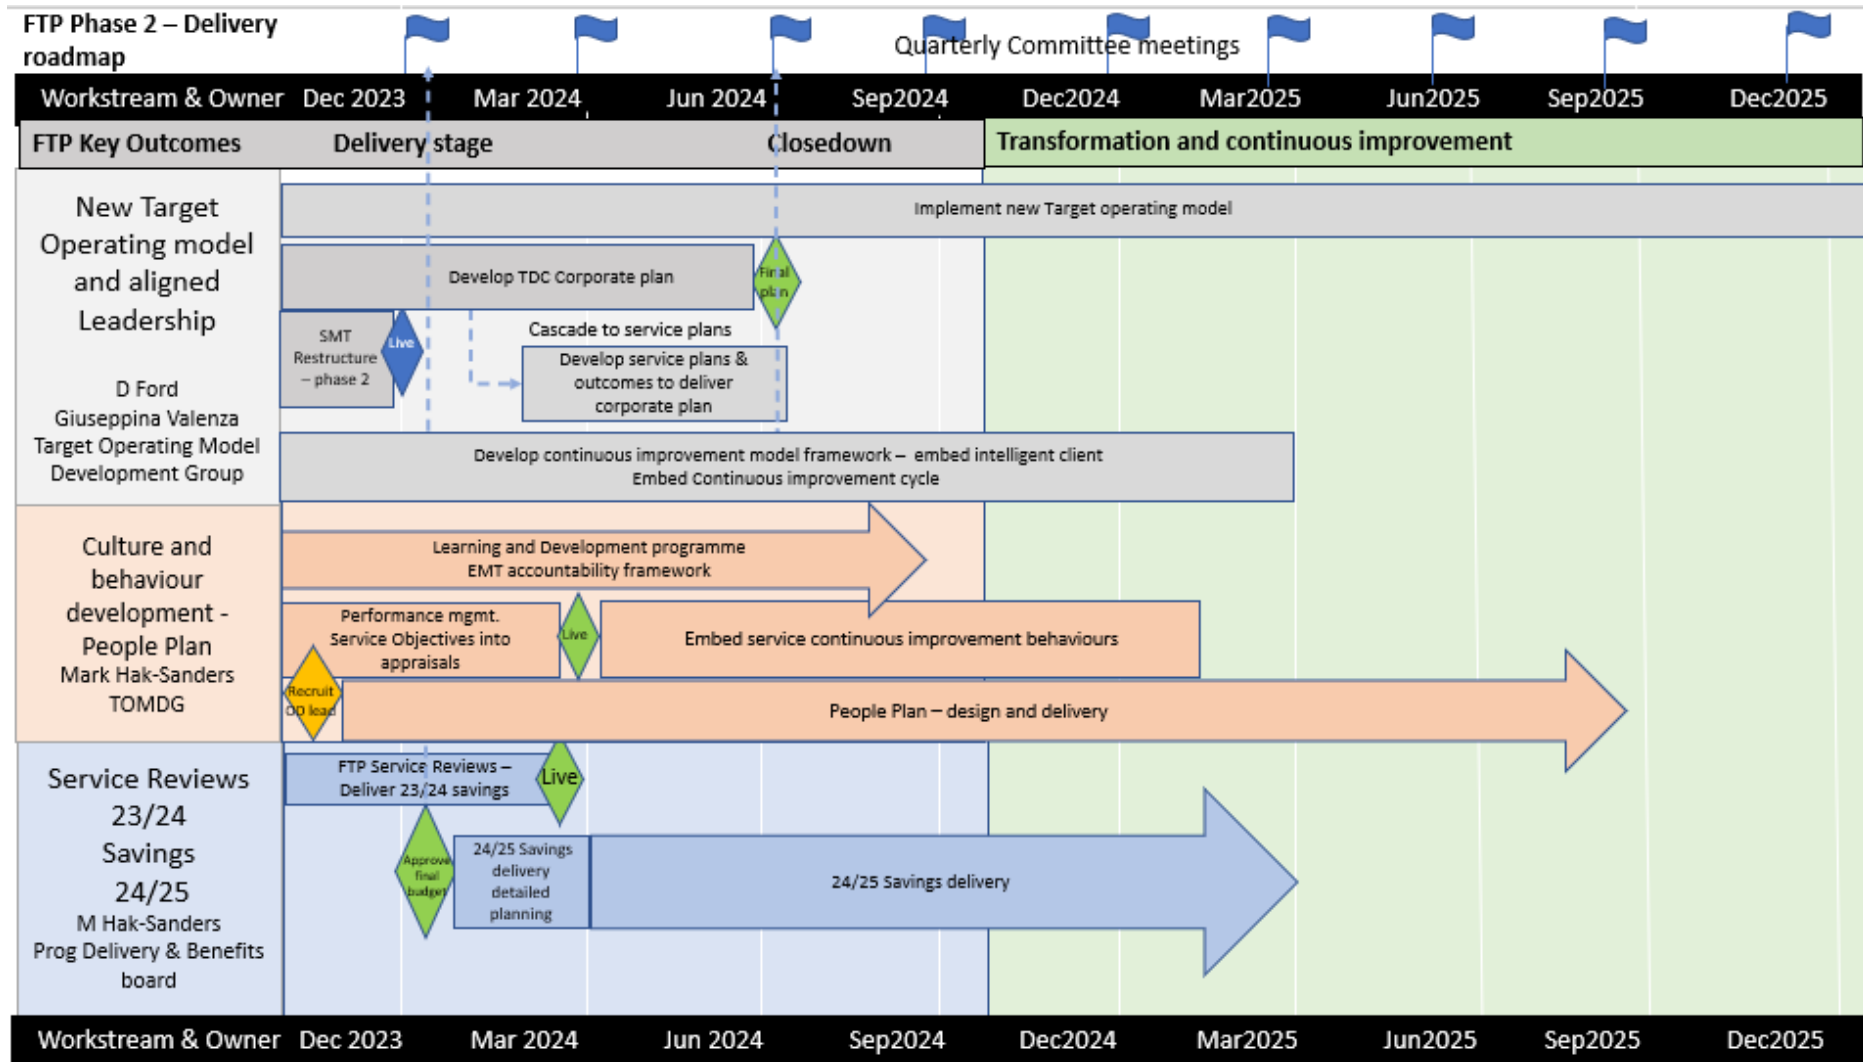 FTP Phase 2 – Delivery
roadmap
Quarterly Committee meetings
Workstream & Owner Dec 2023 Mar 2024 Jun 2024 Sep2024 Dec2024 Mar2025 Jun2025 Sep2025 Dec2025
FTP Key Outcomes Delivery stage Closedown Transformation and continuous improvement
New Target
Operating model
and aligned
Leadership
D Ford
Giuseppina Valenza
Target Operating Model
Development Group
Implement new Target operating model
Develop TDC Corporate plan
Final
plan
SMT
Restructure
– phase 2
Live
Cascade to service plans
Develop service plans &
outcomes to deliver
corporate plan
Develop continuous improvement model framework – embed intelligent client
Embed Continuous improvement cycle
Culture and
behaviour
development -
People Plan
Mark Hak-Sanders
TOMDG
Learning and Development programme
EMT accountability framework
Performance mgmt.
Service Objectives into
appraisals
Live
Embed service continuous improvement behaviours
Recruit
OD lead
People Plan – design and delivery
Service Reviews
23/24
Savings
24/25
M Hak-Sanders
Prog Delivery & Benefits
board
FTP Service Reviews –
Deliver 23/24 savings
Live
Approve
final
budget
24/25 Savings
delivery
detailed
planning
24/25 Savings delivery
Workstream & Owner Dec 2023 Mar 2024 Jun 2024 Sep2024 Dec2024 Mar2025 Jun2025 Sep2025 Dec2025